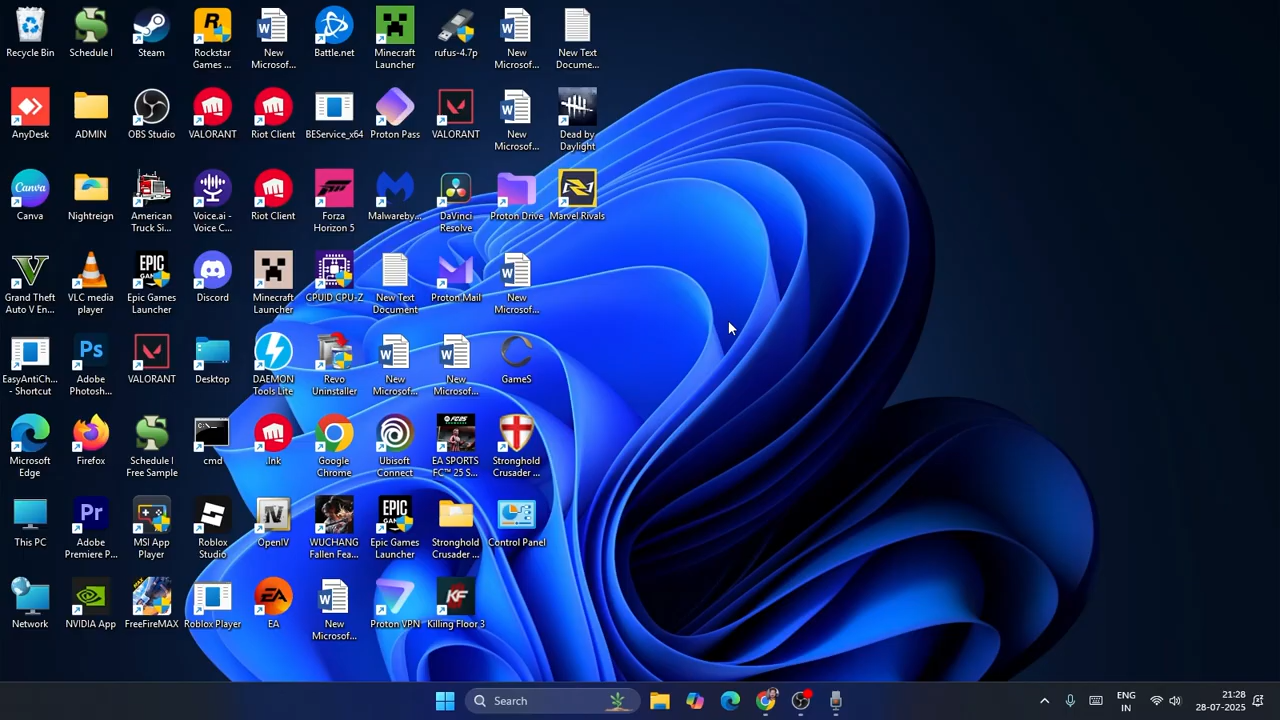 Recycle Bin
Schedule I
Steam
Rockstar
Games ...
New
Microsof...
Battle.net
Minecraft
Launcher
rufus-4.7p
New
Microsof...
New Text
Docume...
AnyDesk
ADMIN
OBS Studio
VALORANT
Riot Client
BEService_x64
Proton Pass
VALORANT
New
Microsof...
Dead by
Daylight
Canva
Nightreign
American
Truck Si...
Voice.ai -
Voice C...
Riot Client
Forza
Horizon 5
Malwareby...
DaVinci
Resolve
Proton Drive
Marvel Rivals
Grand Theft
Auto V En...
VLC media
player
Epic Games
Launcher
Discord
Minecraft
Launcher
CPUID CPU-Z
New Text
Document
Proton Mail
New
Microsof...
EasyAntiCh...
- Shortcut
Adobe
Photosh...
VALORANT
Desktop
DAEMON
Tools Lite
Revo
Uninstaller
New
Microsof...
New
Microsof...
GameS
Microsoft
Edge
Firefox
Schedule I
Free Sample
cmd
.lnk
Google
Chrome
Ubisoft
Connect
EA SPORTS
FC™ 25 S...
Stronghold
Crusader ...
This PC
Adobe
Premiere P...
MSI App
Player
Roblox
Studio
OpenIV
WUCHANG
Fallen Fea...
Epic Games
Launcher
Stronghold
Crusader ...
Control Panel
Network
NVIDIA App
FreeFireMAX
Roblox Player
EA
New
Microsof...
Proton VPN
Killing Floor 3
Search
ENG
IN
21:28
28-07-2025